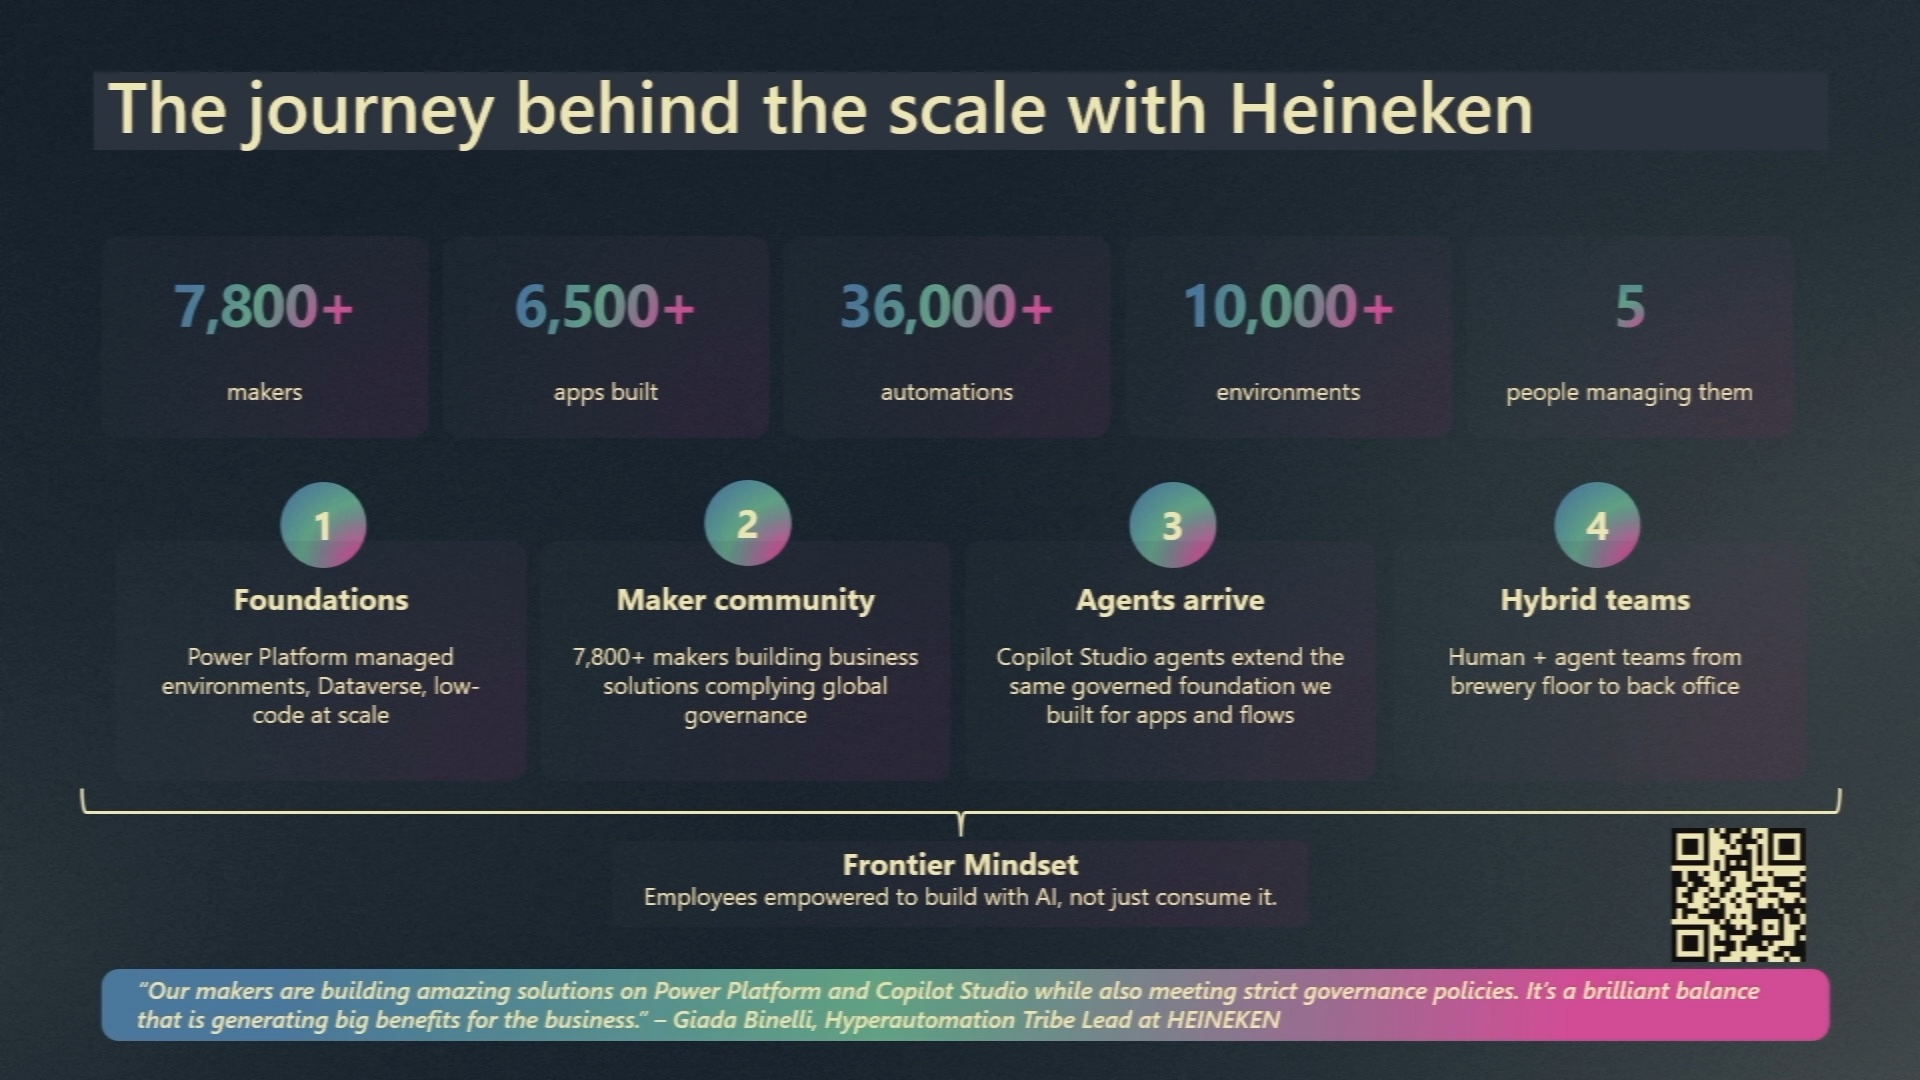 The journey behind the scale with Heineken
7,800+
makers
6,500+
apps built
36,000+
automations
10,000+
environments
5
people managing them
1
Foundations
Power Platform managed
environments, Dataverse, low-
code at scale
2
Maker community
7,800+ makers building business
solutions complying global
governance
3
Agents arrive
Copilot Studio agents extend the
same governed foundation we
built for apps and flows
4
Hybrid teams
Human + agent teams from
brewery floor to back office
Frontier Mindset
Employees empowered to build with AI, not just consume it.
“Our makers are building amazing solutions on Power Platform and Copilot Studio while also meeting strict governance policies. It’s a brilliant balance
that is generating big benefits for the business.” – Giada Binelli, Hyperautomation Tribe Lead at HEINEKEN